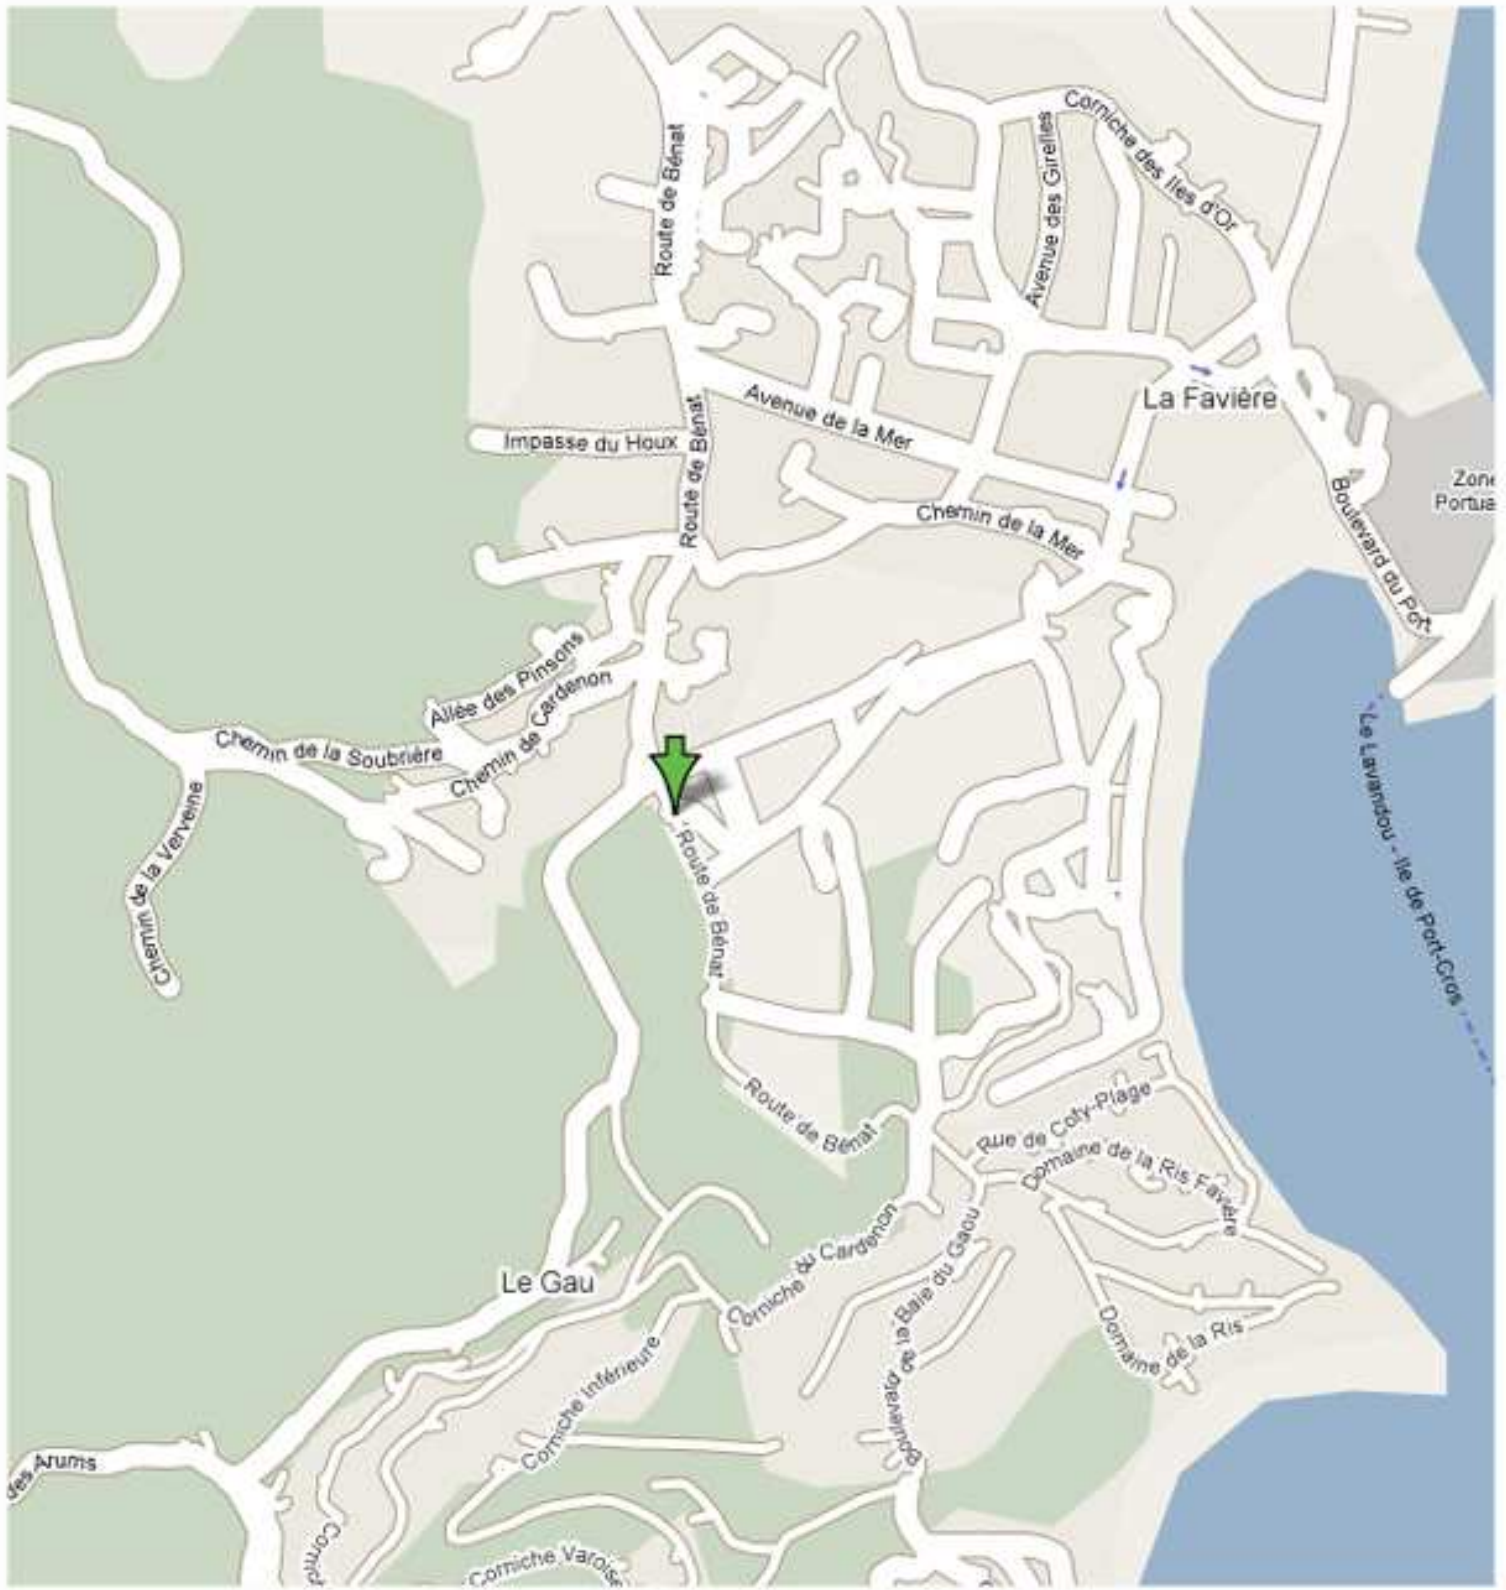 Corniche des Iles d'Or
Avenue des Girelles
Route de Bénat
La Favière
Avenue de la Mer
Impasse du Houx
Route de Bénat
Zone
Portua
Chemin de la Mer
Boulevard du Port
Allée des Pinsons
Chemin de Cardenon
Chemin de la Soubrière
Le Lavandou - Ile de Port-Cros
Chemin de la Verveine
Route de Bénat
Route de Bénat
Rue de Coty-Plage
Domaine de la Ris Favière
Corniche du Cardenon
Boulevard de la Baie du Gaou
Le Gau
Domaine de la Ris
Corniche Inférieure
des Arums
Cornich
Corniche Varoise